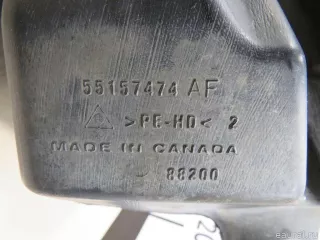 55157474 AF
>PE-HD< 2
MADE IN CANADA
88200